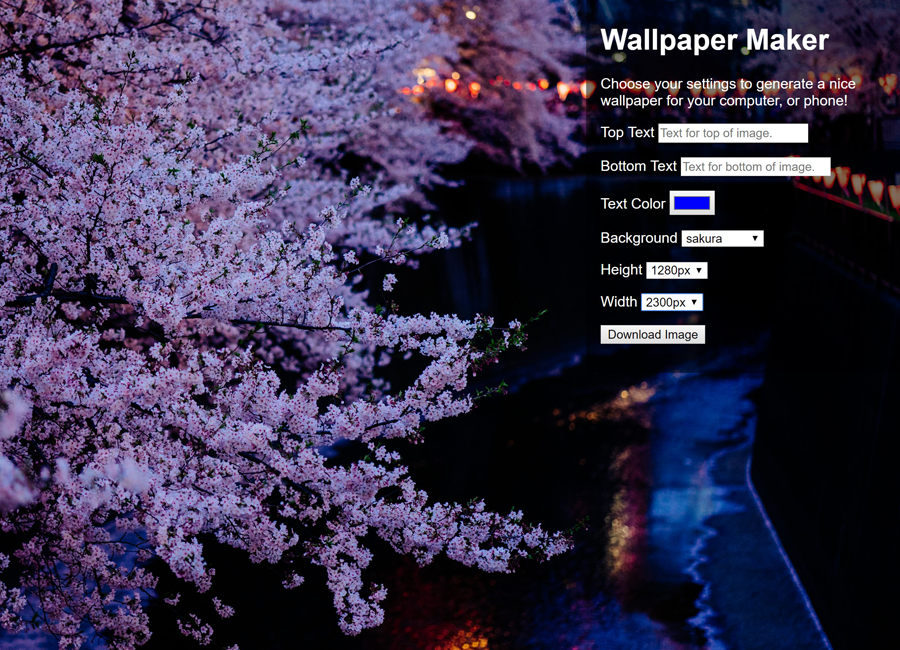 Wallpaper Maker
Choose your settings to generate a nice
wallpaper for your computer, or phone!
Top Text Text for top of image.
Bottom Text Text for bottom of image.
Text Color
Background sakura
Height 1280px
Width 2300px
Download Image